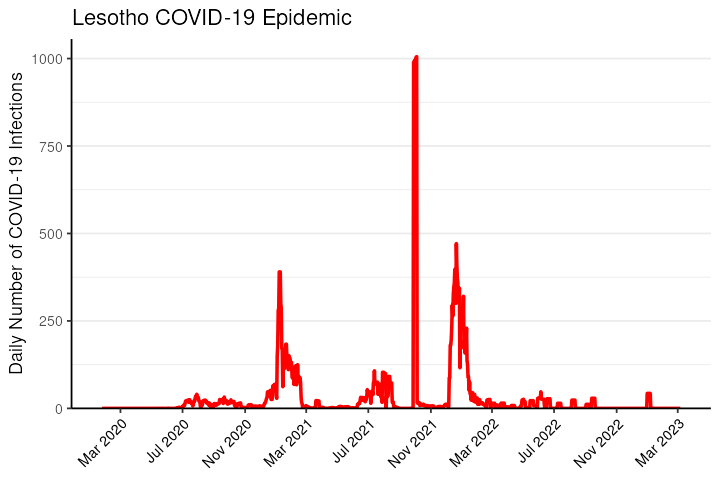 Lesotho COVID-19 Epidemic
Daily Number of COVID-19 Infections
1000
750
500
250
0
Mar 2020
Jul 2020
Nov 2020
Mar 2021
Jul 2021
Nov 2021
Mar 2022
Jul 2022
Nov 2022
Mar 2023